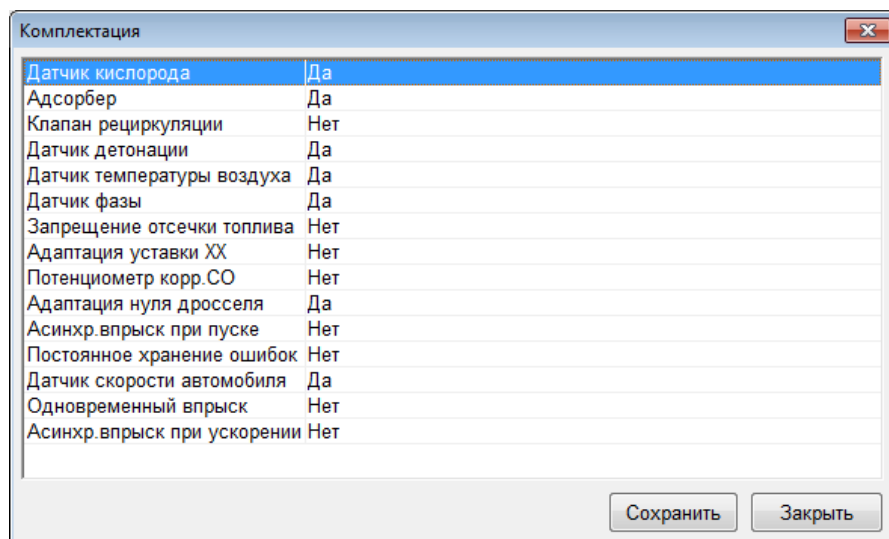 Комплектация
Датчик кислорода Да
Адсорбер Да
Клапан рециркуляции Нет
Датчик детонации Да
Датчик температуры воздуха Да
Датчик фазы Да
Запрещение отсечки топлива Нет
Адаптация уставки ХХ Нет
Потенциометр корр.СО Нет
Адаптация нуля дросселя Да
Асинхр.впрыск при пуске Нет
Постоянное хранение ошибок Нет
Датчик скорости автомобиля Да
Одновременный впрыск Нет
Асинхр.впрыск при ускорении Нет
Сохранить Закрыть